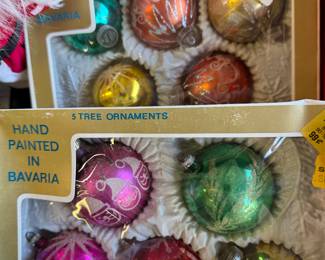 BAVARIA
5 TREE ORNAMENTS
HAND
PAINTED
IN
BAVARIA